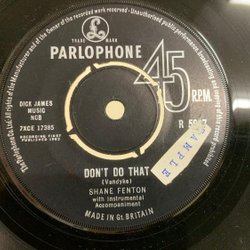 TRADE MARK
PARLOPHONE
45
R.P.M.
DICK JAMES
MUSIC
NCB
7XCE 17385
RECORDING FIRST
PUBLISHED
SAMPLE
DON'T DO THAT
(Vandyke)
SHANE FENTON
with Instrumental
Accompaniment
MADE IN Gt. BRITAIN